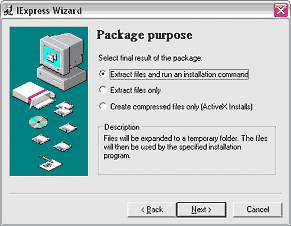 IExpress Wizard
Package purpose
Select final result of the package.
Extract files and run an installation command
Extract files only
Create compressed files only (ActiveX Installs)
Description
Files will be expanded to a temporary folder. The files
will then be used by the specified installation
program.
< Back Next > Cancel